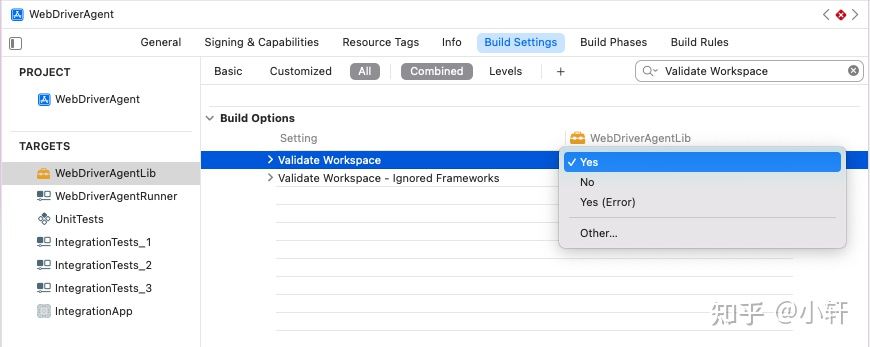 WebDriverAgent
General Signing & Capabilities Resource Tags Info Build Settings Build Phases Build Rules
PROJECT
WebDriverAgent
TARGETS
WebDriverAgentLib
WebDriverAgentRunner
UnitTests
IntegrationTests_1
IntegrationTests_2
IntegrationTests_3
IntegrationApp
Basic Customized All Combined Levels + Validate Workspace
Build Options
Setting WebDriverAgentLib
Validate Workspace
Validate Workspace - Ignored Frameworks
Yes
No
Yes (Error)
Other...
知乎 @小轩